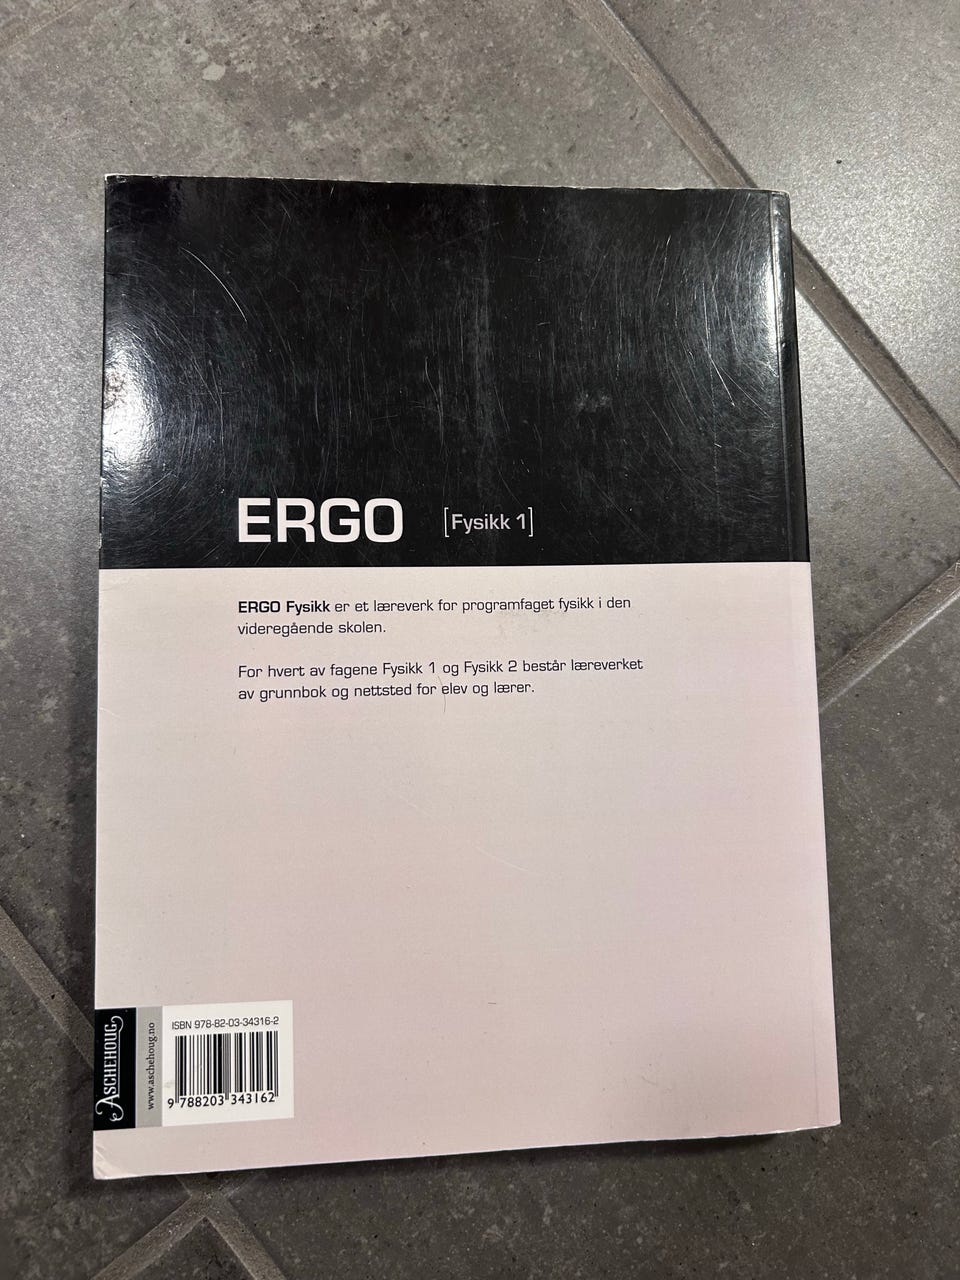 ERGO [Fysikk 1]
ERGO Fysikk er et læreverk for programfaget fysikk i den
videregående skolen.
For hvert av fagene Fysikk 1 og Fysikk 2 består læreverket
av grunnbok og nettsted for elev og lærer.
ASCHEHOUG
www.aschehoug.no
ISBN 978-82-03-34316-2
9 788203 343162